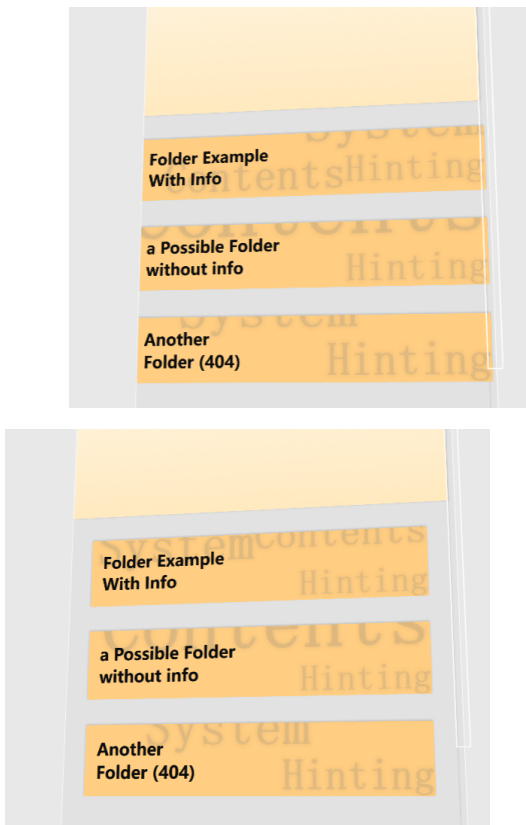 System
Folder Example
With Info
Contents Hinting
Contents
a Possible Folder
without info
Hinting
System
Another
Folder (404)
Hinting
System Contents
Folder Example
With Info
Hinting
Contents
a Possible Folder
without info
Hinting
System
Another
Folder (404)
Hinting